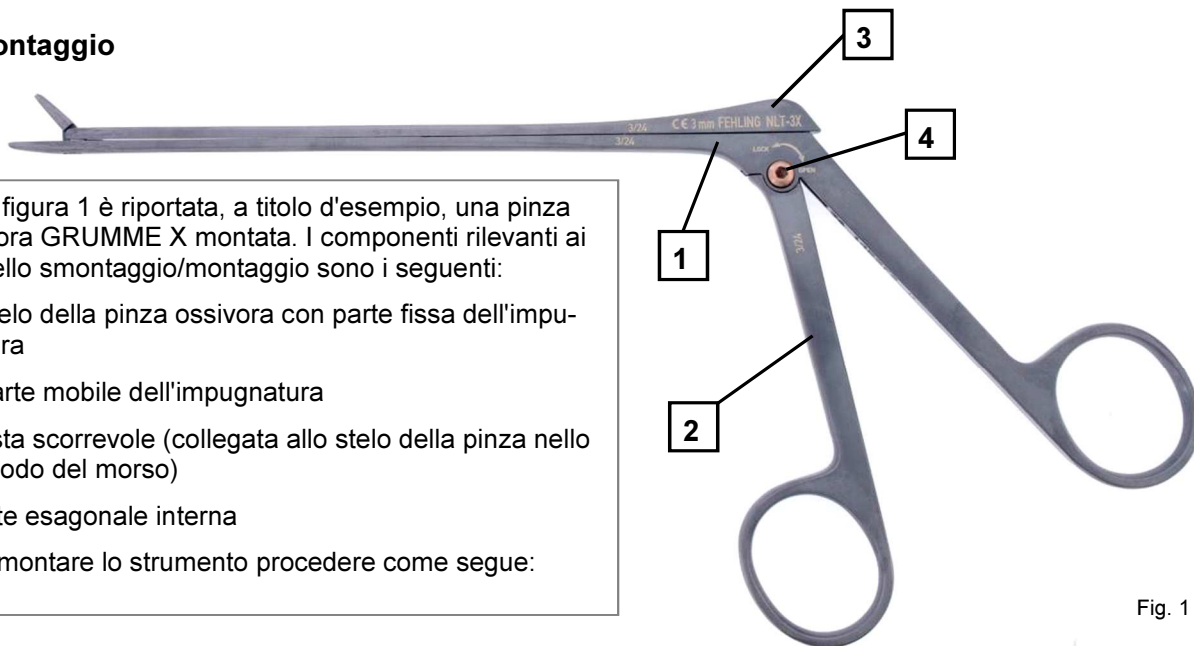 ontaggio
3
3/24 CE 3 mm FEHLING NLT-3X
3/24
4
LOCK
OPEN
figura 1 è riportata, a titolo d'esempio, una pinza
ora GRUMME X montata. I componenti rilevanti ai
ello smontaggio/montaggio sono i seguenti:
1
3/24
elo della pinza ossivora con parte fissa dell'impu-
ra
arte mobile dell'impugnatura
2
sta scorrevole (collegata allo stelo della pinza nello
odo del morso)
te esagonale interna
montare lo strumento procedere come segue:
Fig. 1